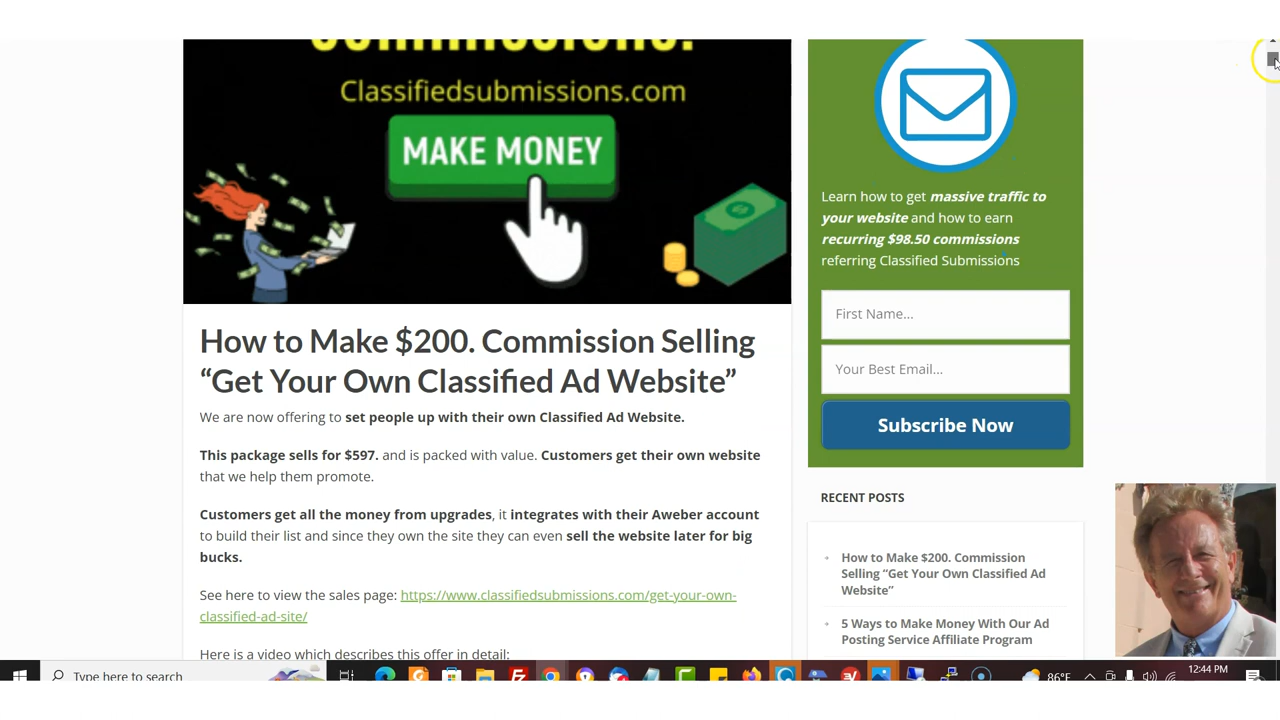 Commissions!
Classifiedsubmissions.com
MAKE MONEY
How to Make $200. Commission Selling
“Get Your Own Classified Ad Website”
We are now offering to set people up with their own Classified Ad Website.
This package sells for $597. and is packed with value. Customers get their own website
that we help them promote.
Customers get all the money from upgrades, it integrates with their Aweber account
to build their list and since they own the site they can even sell the website later for big
bucks.
See here to view the sales page: https://www.classifiedsubmissions.com/get-your-own-
classified-ad-site/
Here is a video which describes this offer in detail:
Learn how to get massive traffic to
your website and how to earn
recurring $98.50 commissions
referring Classified Submissions
First Name...
Your Best Email...
Subscribe Now
RECENT POSTS
How to Make $200. Commission
Selling “Get Your Own Classified Ad
Website”
5 Ways to Make Money With Our Ad
Posting Service Affiliate Program
Type here to search
86°F
12:44 PM